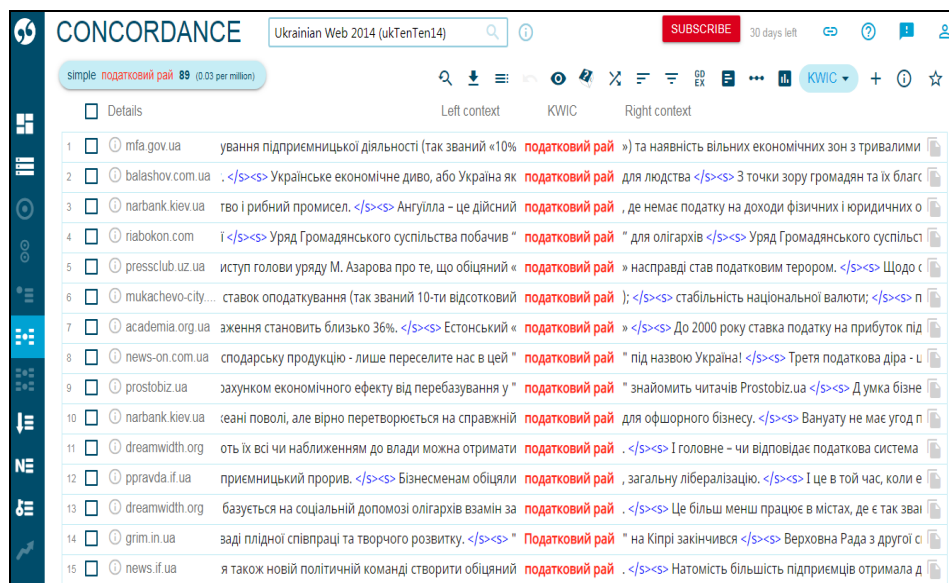 CONCORDANCE Ukrainian Web 2014 (ukTenTen14) SUBSCRIBE 30 days left
simple податковий рай 89 (0.03 per million) GD EX KWIC
Details Left context KWIC Right context
1 mfa.gov.ua ування підприємницької діяльності (так званий «10% податковий рай ») та наявність вільних економічних зон з тривалими
2 balashov.com.ua . </s><s> Українське економічне диво, або Україна як податковий рай для людства </s><s> З точки зору громадян та їх благо
3 narbank.kiev.ua тво і рибний промисел. </s><s> Ангуїлла – це дійсний податковий рай , де немає податку на доходи фізичних і юридичних о
4 riabokon.com ї </s><s> Уряд Громадянського суспільства побачив " податковий рай " для олігархів </s><s> Уряд Громадянського суспільст
5 pressclub.uz.ua иступ голови уряду М. Азарова про те, що обіцяний « податковий рай » насправді став податковим терором. </s><s> Щодо с
6 mukachevo-city.... ставок оподаткування (так званий 10-ти відсотковий податковий рай ); </s><s> стабільність національної валюти; </s><s> п
7 academia.org.ua аження становить близько 36%. </s><s> Естонський « податковий рай » </s><s> До 2000 року ставка податку на прибуток під
8 news-on.com.ua сподарську продукцію - лише переселите нас в цей " податковий рай " під назвою Україна! </s><s> Третя податкова діра - ц
9 prostobiz.ua рахунком економічного ефекту від перебазування у " податковий рай " знайомить читачів Prostobiz.ua </s><s> Д умка бізне
10 narbank.kiev.ua кеані поволі, але вірно перетворюється на справжній податковий рай для офшорного бізнесу. </s><s> Вануату не має угод п
11 dreamwidth.org оть їх всі чи наближенням до влади можна отримати податковий рай . </s><s> І головне – чи відповідає податкова система
12 ppravda.if.ua приємницький прорив. </s><s> Бізнесменам обіцяли податковий рай , загальну лібералізацію. </s><s> І це в той час, коли е
13 dreamwidth.org базується на соціальній допомозі олігархів взамін за податковий рай . </s><s> Це більш менш працює в містах, де є так зва
14 grim.in.ua ваді плідної співпраці та творчого розвитку. </s><s> " Податковий рай " на Кіпрі закінчився </s><s> Верховна Рада з другої с
15 news.if.ua я також новій політичній команді створити обіцяний податковий рай . </s><s> Натомість більшість підприємців отримала д